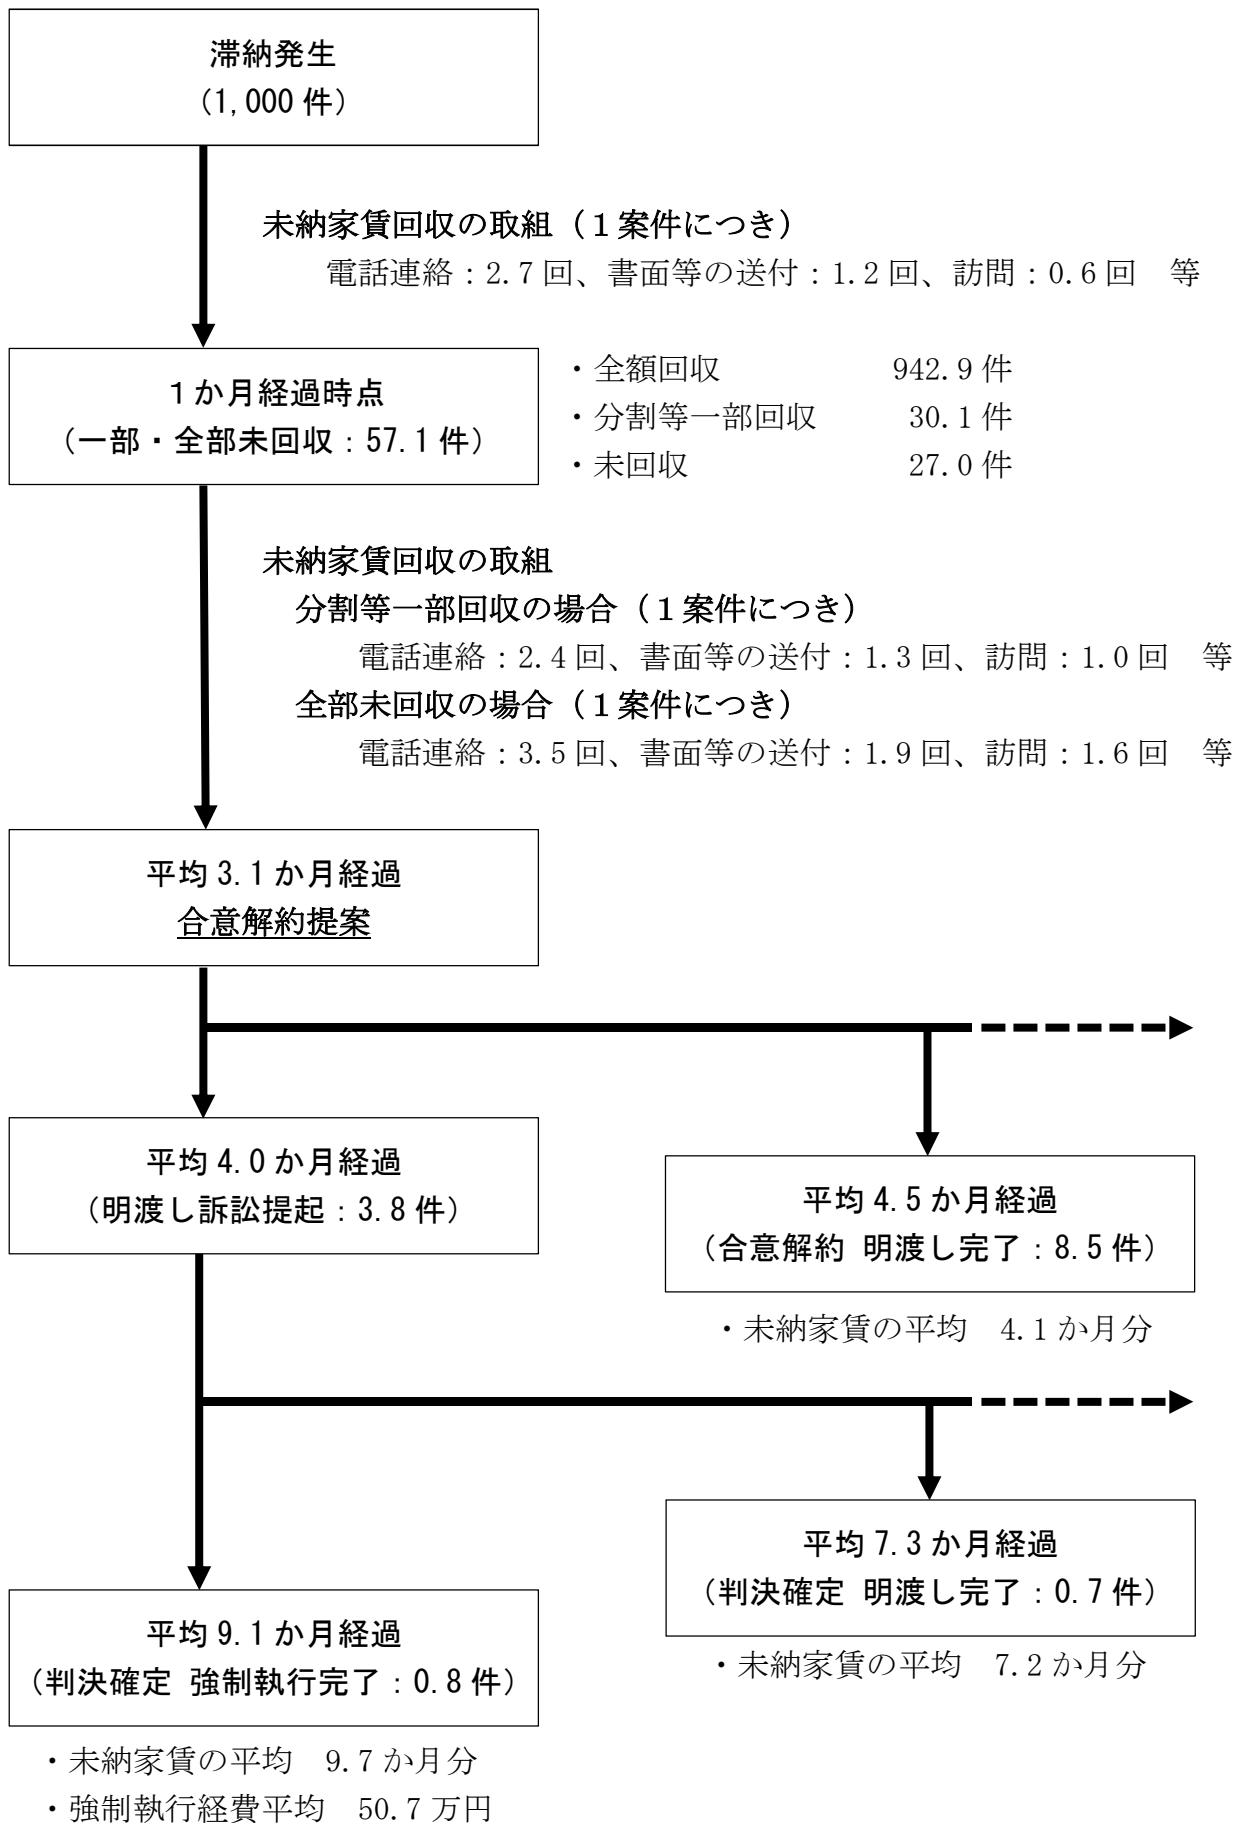 滞納発生
（1,000件）
未納家賃回収の取組（１案件につき）
電話連絡：2.7回、書面等の送付：1.2回、訪問：0.6回　等
１か月経過時点
（一部・全部未回収：57.1件）
・全額回収　942.9件
・分割等一部回収　30.1件
・未回収　27.0件
未納家賃回収の取組
分割等一部回収の場合（１案件につき）
電話連絡：2.4回、書面等の送付：1.3回、訪問：1.0回　等
全部未回収の場合（１案件につき）
電話連絡：3.5回、書面等の送付：1.9回、訪問：1.6回　等
平均3.1か月経過
合意解約提案
平均4.0か月経過
（明渡し訴訟提起：3.8件）
平均4.5か月経過
（合意解約 明渡し完了：8.5件）
・未納家賃の平均　4.1か月分
平均7.3か月経過
（判決確定 明渡し完了：0.7件）
・未納家賃の平均　7.2か月分
平均9.1か月経過
（判決確定 強制執行完了：0.8件）
・未納家賃の平均　9.7か月分
・強制執行経費平均　50.7万円